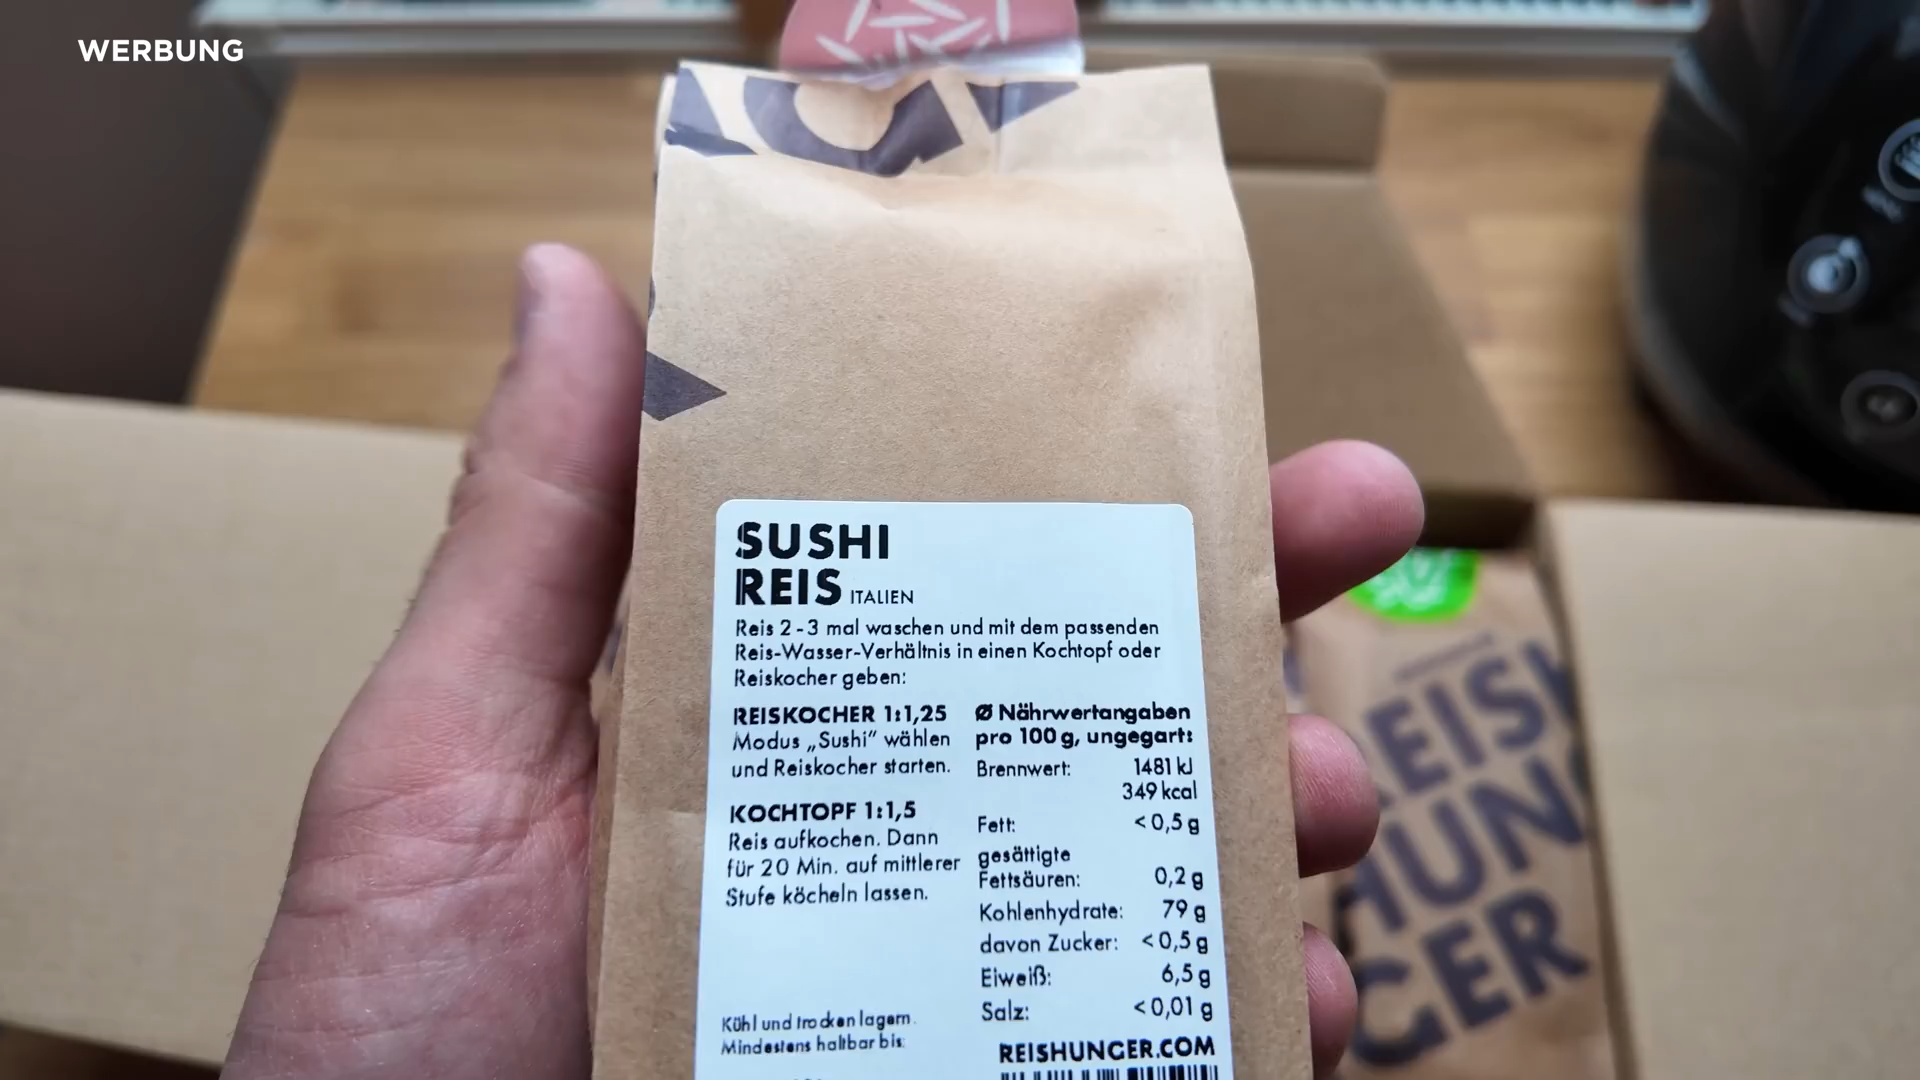 WERBUNG
SUSHI
REIS ITALIEN
Reis 2-3 mal waschen und mit dem passenden
Reis-Wasser-Verhältnis in einen Kochtopf oder
Reiskocher geben:
REISKOCHER 1:1,25
Modus „Sushi“ wählen
und Reiskocher starten.
KOCHTOPF 1:1,5
Reis aufkochen. Dann
für 20 Min. auf mittlerer
Stufe köcheln lassen.
Kühl und trocken lagern.
Mindestens haltbar bis:
Ø Nährwertangaben
pro 100 g, ungegart:
Brennwert: 1481 kJ
349 kcal
Fett: < 0,5 g
gesättigte
Fettsäuren: 0,2 g
Kohlenhydrate: 79 g
davon Zucker: < 0,5 g
Eiweiß: 6,5 g
Salz: < 0,01 g
REISHUNGER.COM
REIS
HUN
GER